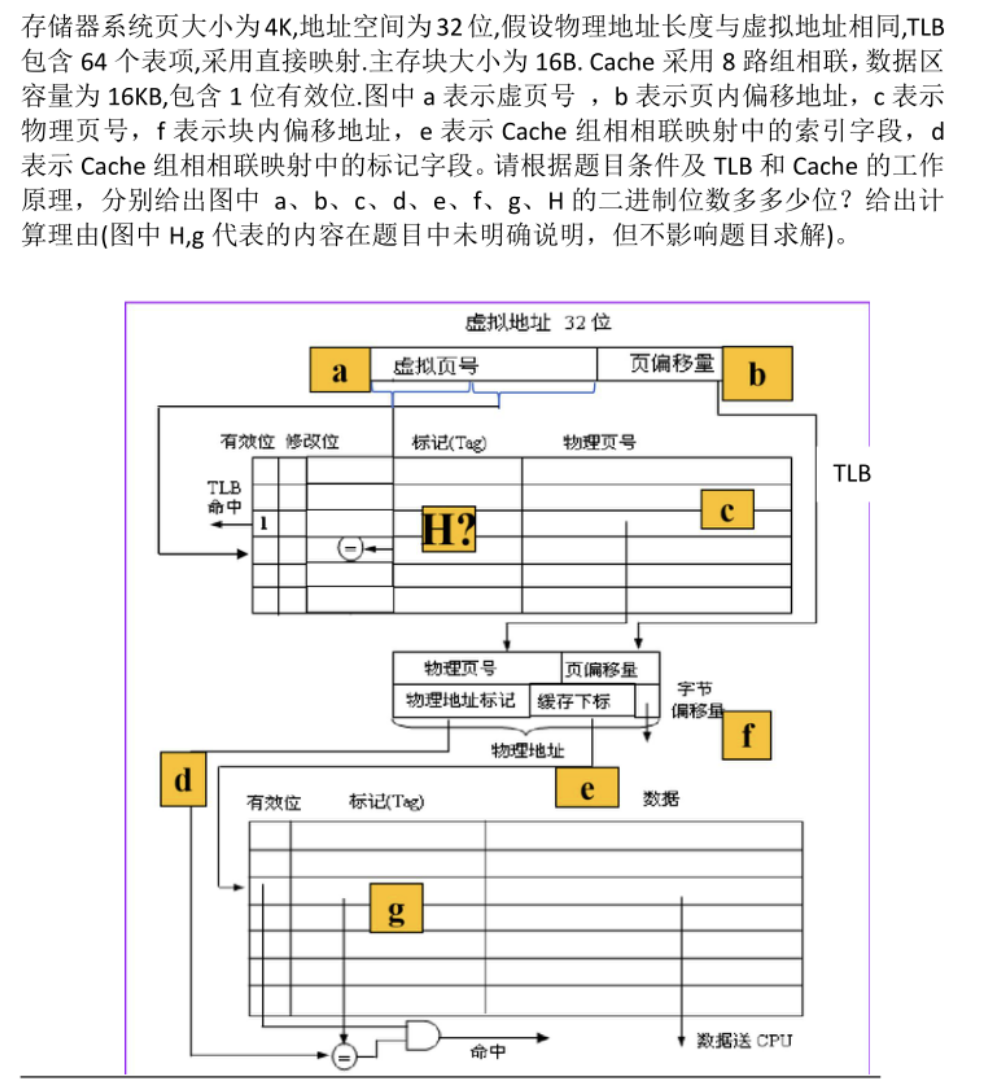 存储器系统页大小为4K,地址空间为32位,假设物理地址长度与虚拟地址相同,TLB
包含 64 个表项,采用直接映射.主存块大小为 16B. Cache 采用 8 路组相联，数据区
容量为 16KB,包含 1 位有效位.图中 a 表示虚页号 ，b 表示页内偏移地址，c 表示
物理页号，f 表示块内偏移地址，e 表示 Cache 组相相联映射中的索引字段，d
表示 Cache 组相相联映射中的标记字段。请根据题目条件及 TLB 和 Cache 的工作
原理，分别给出图中 a、b、c、d、e、f、g、H 的二进制位数多多少位？给出计
算理由(图中 H,g 代表的内容在题目中未明确说明，但不影响题目求解)。
虚拟地址 32 位
a 虚拟页号 页偏移量 b
有效位 修改位 标记(Tag) 物理页号
TLB
TLB
命中
1
H?
c
=
物理页号 页偏移量
物理地址标记 缓存下标
字节
偏移量
f
物理地址
d
e
有效位 标记(Tag) 数据
g
=
命中
数据送 CPU